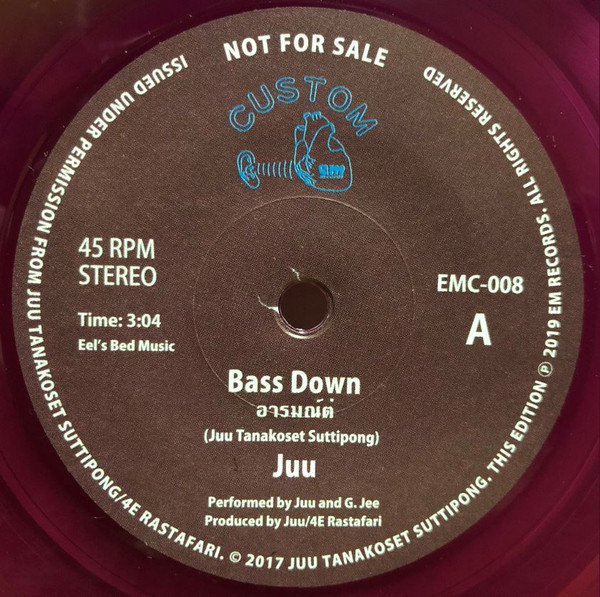 NOT FOR SALE
CUSTOM
EM
45 RPM
STEREO
EMC-008
A
Time: 3:04
Eel's Bed Music
Bass Down
อารมณ์ต่ำ
(Juu Tanakoset Suttipong)
Juu
Performed by Juu and G. Jee
Produced by Juu/4E Rastafari
ISSUED UNDER PERMISSION FROM JUU TANAKOSET SUTTIPONG/4E RASTAFARI. © 2017 JUU TANAKOSET SUTTIPONG. THIS EDITION ℗ 2019 EM RECORDS. ALL RIGHTS RESERVED